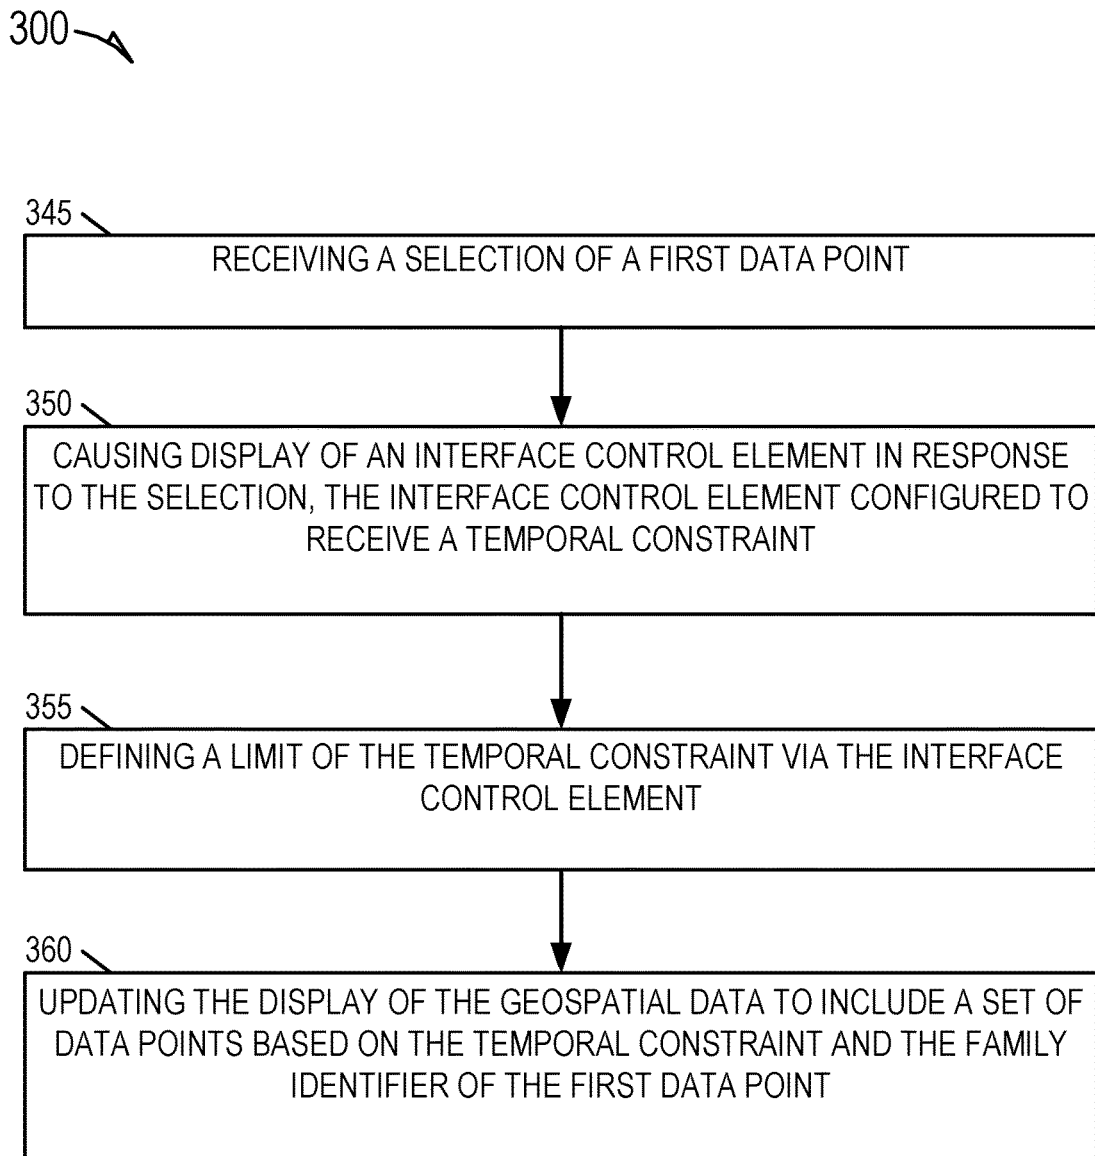 300
345
RECEIVING A SELECTION OF A FIRST DATA POINT
350
CAUSING DISPLAY OF AN INTERFACE CONTROL ELEMENT IN RESPONSE
TO THE SELECTION, THE INTERFACE CONTROL ELEMENT CONFIGURED TO
RECEIVE A TEMPORAL CONSTRAINT
355
DEFINING A LIMIT OF THE TEMPORAL CONSTRAINT VIA THE INTERFACE
CONTROL ELEMENT
360
UPDATING THE DISPLAY OF THE GEOSPATIAL DATA TO INCLUDE A SET OF
DATA POINTS BASED ON THE TEMPORAL CONSTRAINT AND THE FAMILY
IDENTIFIER OF THE FIRST DATA POINT